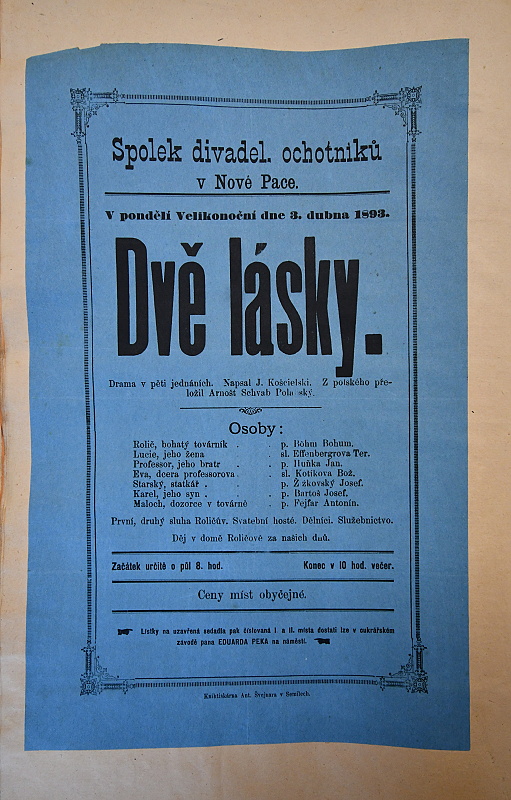 Spolek divadel. ochotníků
v Nové Pace.
V pondělí Velikonoční dne 3. dubna 1893.
Dvě lásky.
Drama v pěti jednáních. Napsal J. Kościelski. Z polského pře-
ložil Arnošt Schvab Pola ský.
Osoby:
Rolič, bohatý továrník . . p. Böhm Bohum.
Lucie, jeho žena . sl. Effenbergrova Ter.
Professor, jeho bratr . . p. Huňka Jan.
Eva, dcera professorova . . sl. Kotíkova Bož.
Starský, statkář . . p. Ž žkovský Josef.
Karel, jeho syn . . p. Bartoš Josef.
Maloch, dozorce v továrně . p. Fejfar Antonín.
První, druhý sluha Roličův. Svatební hosté. Dělníci. Služebnictvo.
Děj v domě Roličově za našich dnů.
Začátek určitě o půl 8. hod. Konec v 10 hod. večer.
Ceny míst obyčejné.
Lístky na uzavřená sedadla pak číslovaná I a II. místa dostati lze v cukrářském
závodě pana EDUARDA PEKA na náměstí.
Knihtiskárna Ant. Švejnara v Semilech.